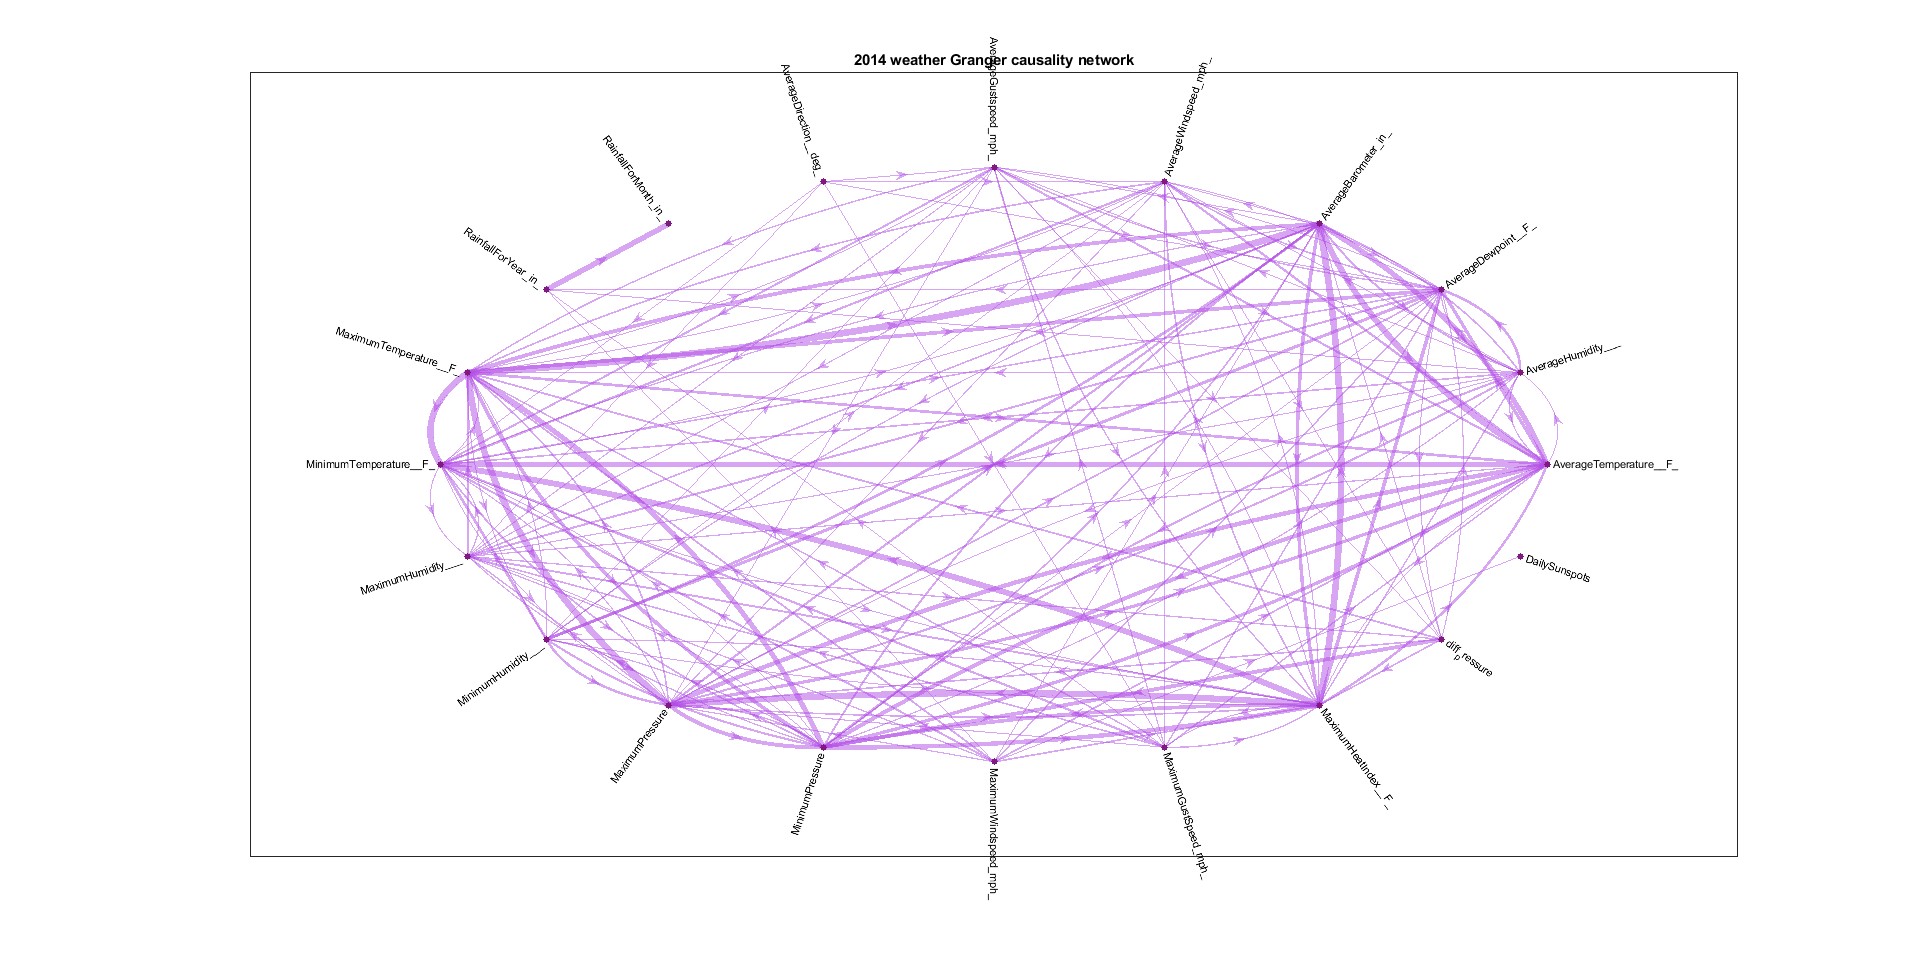 2014 weather Granger causality network
AverageGustspeed_mph_
AverageWindspeed_mph_
AverageDirection__deg_
AverageBarometer_in_
RainfallForMonth_in_
AverageDewpoint__F_
RainfallForYear_in_
MaximumTemperature__F_
AverageHumidity___
MinimumTemperature__F_
AverageTemperature__F_
MaximumHumidity___
DailySunspots
MinimumHumidity___
diffpressure
MaximumPressure
MinimumPressure
MaximumWindspeed_mph_
MaximumGustSpeed_mph_
MaximumHeatIndex__F_